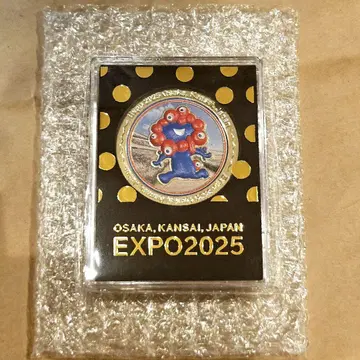 OSAKA, KANSAI, JAPAN
EXPO2025